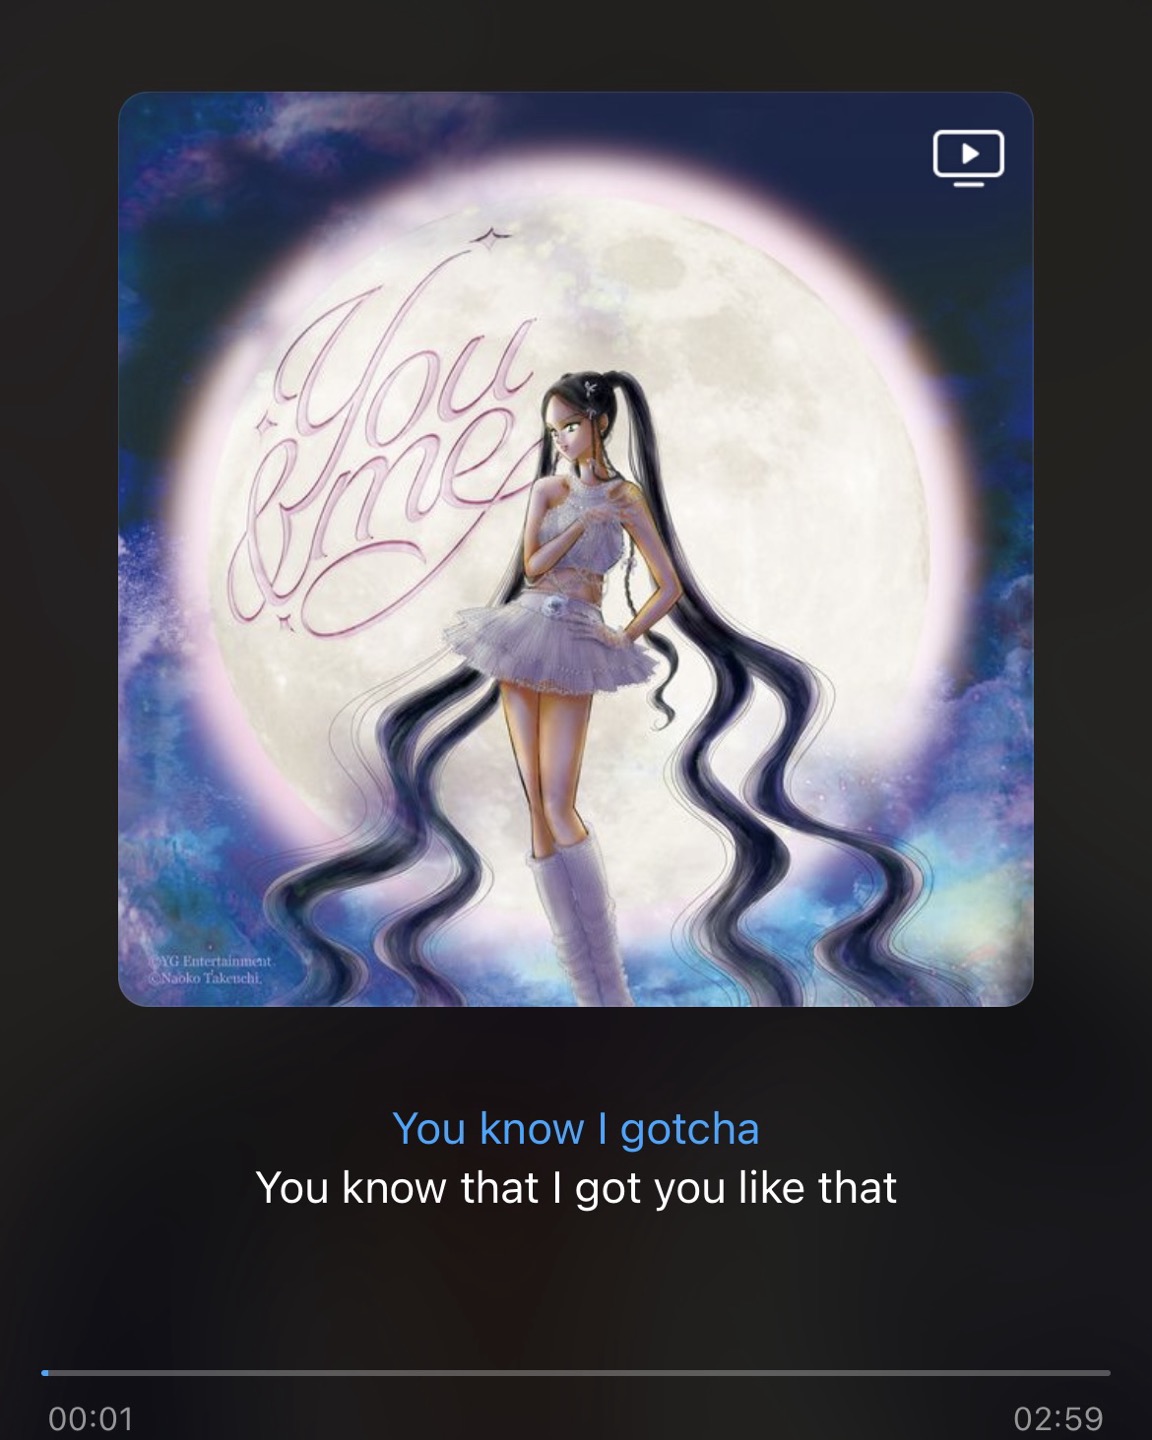 You
& me
©YG Entertainment.
©Naoko Takeuchi.
You know I gotcha
You know that I got you like that
00:01
02:59